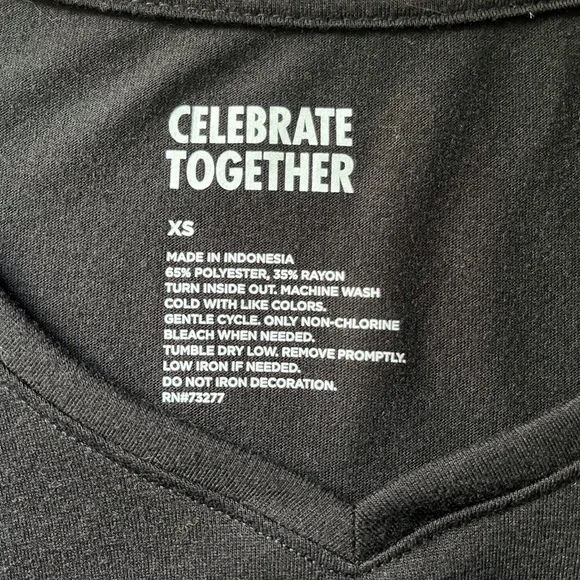 CELEBRATE
TOGETHER
XS
MADE IN INDONESIA
65% POLYESTER, 35% RAYON
TURN INSIDE OUT. MACHINE WASH
COLD WITH LIKE COLORS.
GENTLE CYCLE. ONLY NON-CHLORINE
BLEACH WHEN NEEDED.
TUMBLE DRY LOW. REMOVE PROMPTLY.
LOW IRON IF NEEDED.
DO NOT IRON DECORATION.
RN#73277